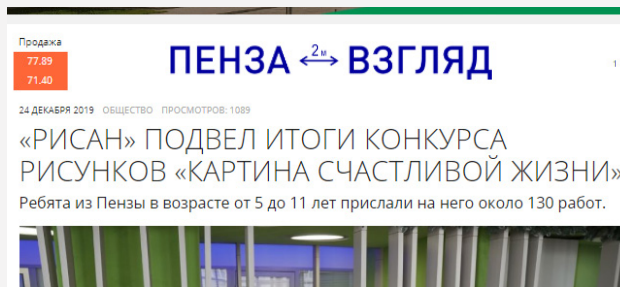 Продажа
77.89
71.40
ПЕНЗА 2м ВЗГЛЯД
1
24 ДЕКАБРЯ 2019 ОБЩЕСТВО ПРОСМОТРОВ: 1089
«РИСАН» ПОДВЕЛ ИТОГИ КОНКУРСА
РИСУНКОВ «КАРТИНА СЧАСТЛИВОЙ ЖИЗНИ»
Ребята из Пензы в возрасте от 5 до 11 лет прислали на него около 130 работ.